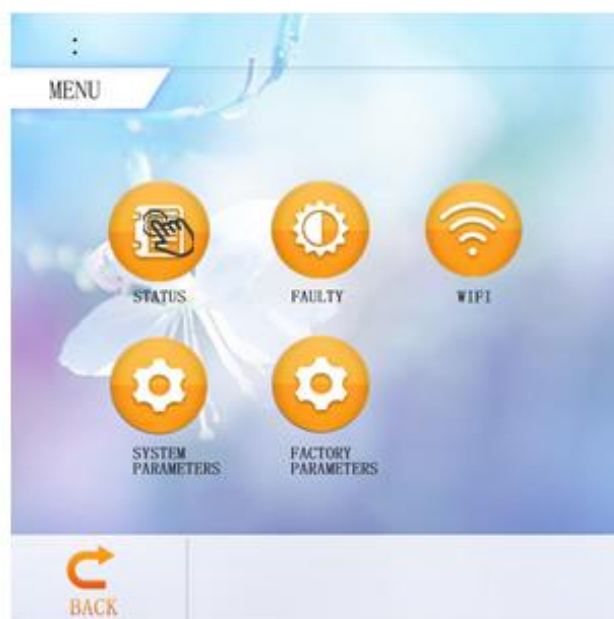 :
MENU
STATUS
FAULTY
WIFI
SYSTEM
PARAMETERS
FACTORY
PARAMETERS
BACK